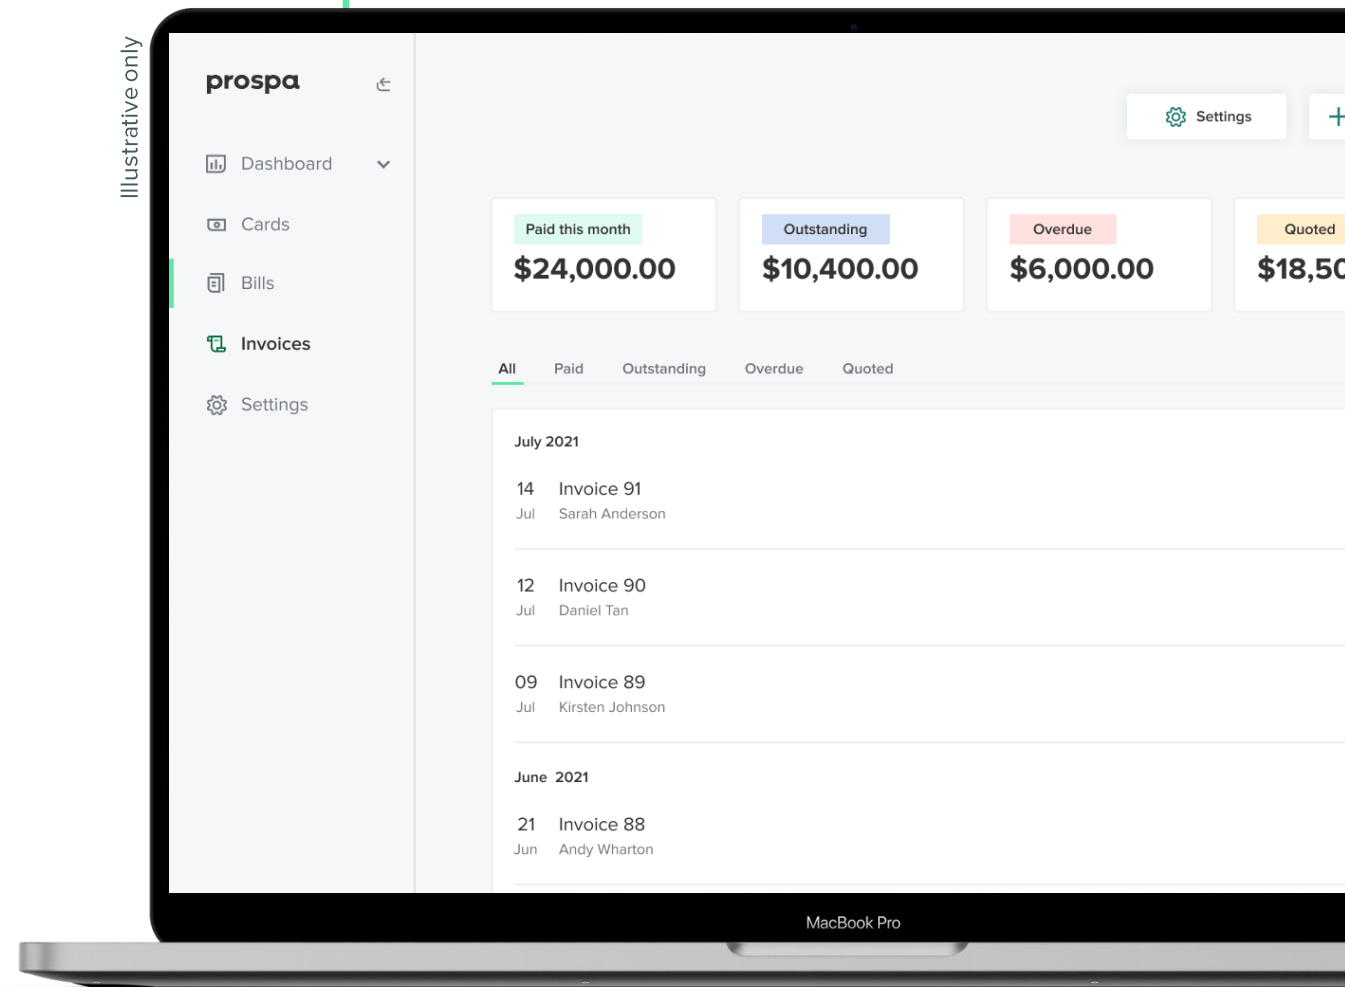 Illustrative only
prospa
Settings
Dashboard
Cards
Bills
Invoices
Settings
Paid this month
$24,000.00
Outstanding
$10,400.00
Overdue
$6,000.00
Quoted
$18,50
All Paid Outstanding Overdue Quoted
July 2021
14 Invoice 91
Jul Sarah Anderson
12 Invoice 90
Jul Daniel Tan
09 Invoice 89
Jul Kirsten Johnson
June 2021
21 Invoice 88
Jun Andy Wharton
MacBook Pro